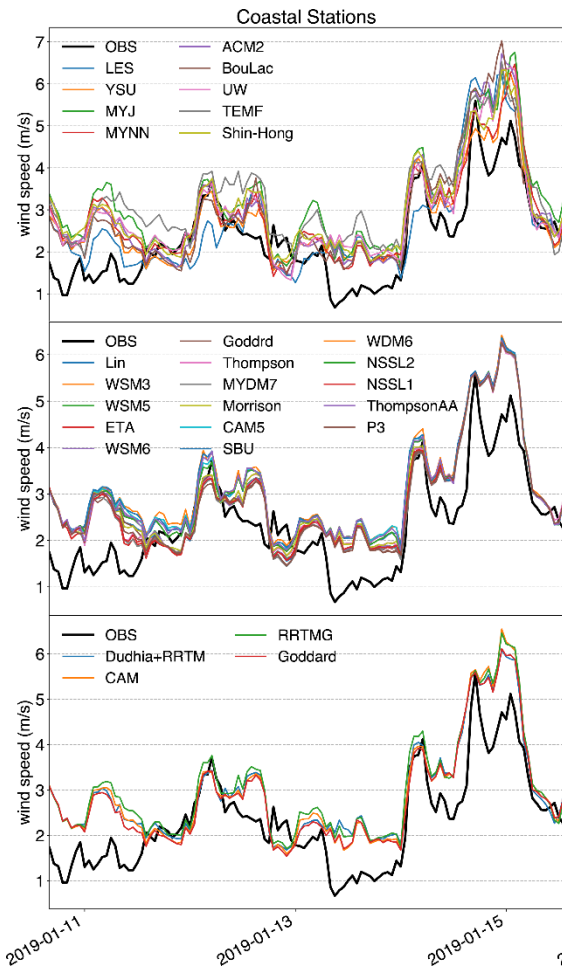 Coastal Stations
wind speed (m/s)
7
6
5
4
3
2
1
OBS
LES
YSU
MYJ
MYNN
ACM2
BouLac
UW
TEMF
Shin-Hong
wind speed (m/s)
6
5
4
3
2
1
OBS
Lin
WSM3
WSM5
ETA
WSM6
Goddrd
Thompson
MYDM7
Morrison
CAM5
SBU
WDM6
NSSL2
NSSL1
ThompsonAA
P3
wind speed (m/s)
6
5
4
3
2
1
OBS
Dudhia+RRTM
CAM
RRTMG
Goddard
2019-01-11
2019-01-13
2019-01-15